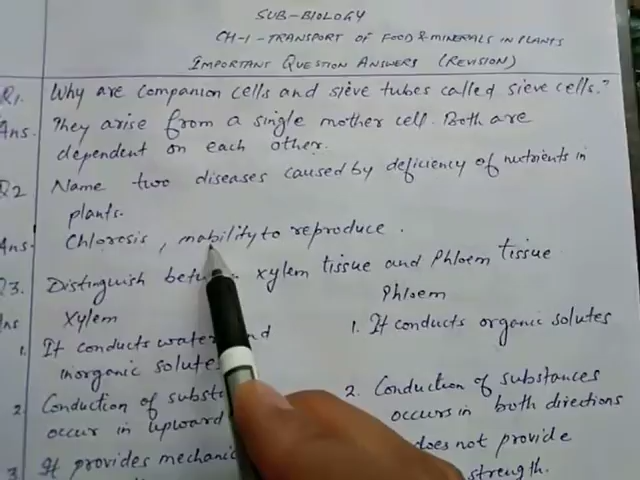 SUB-BIOLOGY
CH-1-TRANSPORT OF FOOD & MINERALS IN PLANTS
IMPORTANT QUESTION ANSWERS (REVISION)
Q1. Why are companion cells and sieve tubes called sieve cells."
Ans. They arise from a single mother cell. Both are
dependent on each other.
Q2 Name two diseases caused by deficiency of nutrients in
plants.
Ans. Chlorosis, inability to reproduce.
Q3. Distinguish xylem tissue and Phloem tissue
Ans Xylem Phloem
1. It conducts and 1. It conducts organic solutes
inorganic
2. Conduction of 2. Conduction of substances
occur in upward occurs in both directions
3. It provides does not provide
strength.